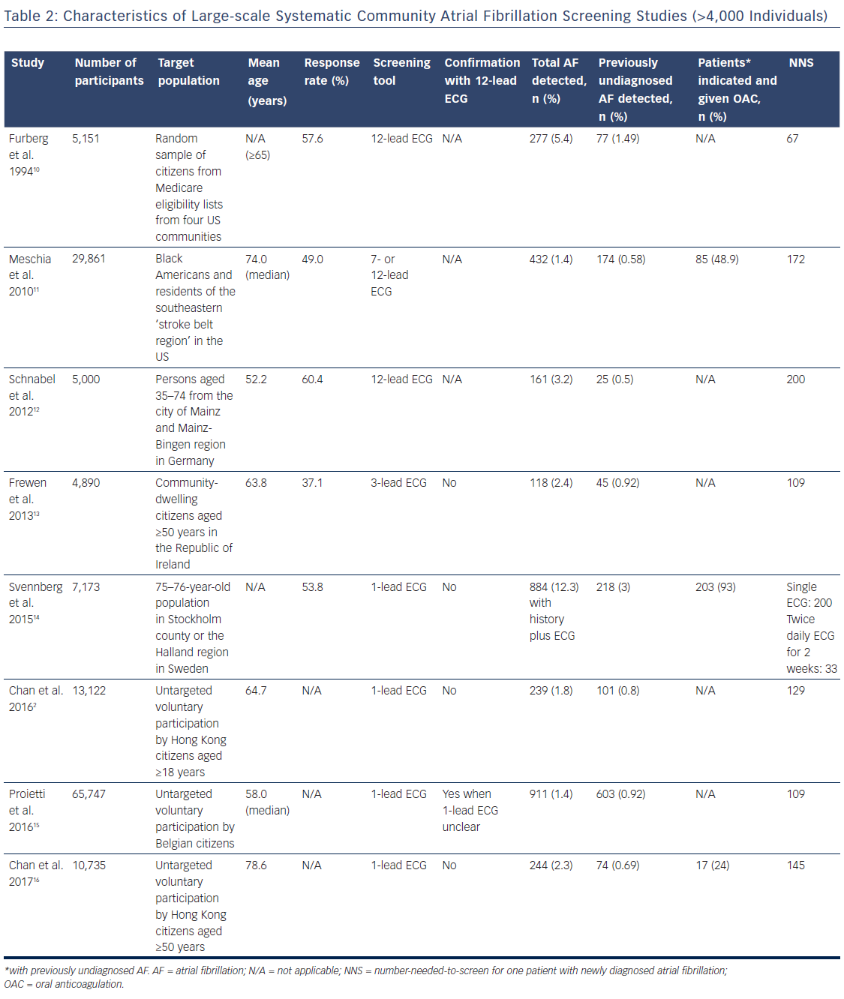 Table 2: Characteristics of Large-scale Systematic Community Atrial Fibrillation Screening Studies (>4,000 Individuals)
Study Number of Target Mean Response Screening Confirmation Total AF Previously Patients* NNS
participants population age rate (%) tool with 12-lead detected, undiagnosed indicated and
(years) ECG n (%) AF detected, given OAC,
n (%) n (%)
Furberg 5,151 Random N/A 57.6 12-lead ECG N/A 277 (5.4) 77 (1.49) N/A 67
et al. sample of (≥65)
1994¹⁰ citizens from
Medicare
eligibility lists
from four US
communities
Meschia 29,861 Black 74.0 49.0 7- or N/A 432 (1.4) 174 (0.58) 85 (48.9) 172
et al. Americans and (median) 12-lead
2010¹¹ residents of the ECG
southeastern
‘stroke belt
region’ in the
US
Schnabel 5,000 Persons aged 52.2 60.4 12-lead ECG N/A 161 (3.2) 25 (0.5) N/A 200
et al. 35–74 from the
2012¹² city of Mainz
and Mainz-
Bingen region
in Germany
Frewen 4,890 Community- 63.8 37.1 3-lead ECG No 118 (2.4) 45 (0.92) N/A 109
et al. dwelling
2013¹³ citizens aged
≥50 years in
the Republic of
Ireland
Svennberg 7,173 75–76-year-old N/A 53.8 1-lead ECG No 884 (12.3) 218 (3) 203 (93) Single
et al. population with ECG: 200
2015¹⁴ in Stockholm history Twice
county or the plus ECG daily ECG
Halland region for 2
in Sweden weeks: 33
Chan et al. 13,122 Untargeted 64.7 N/A 1-lead ECG No 239 (1.8) 101 (0.8) N/A 129
2016² voluntary
participation
by Hong Kong
citizens aged
≥18 years
Proietti 65,747 Untargeted 58.0 N/A 1-lead ECG Yes when 911 (1.4) 603 (0.92) N/A 109
et al. voluntary (median) 1-lead ECG
2016¹⁵ participation by unclear
Belgian citizens
Chan et al. 10,735 Untargeted 78.6 N/A 1-lead ECG No 244 (2.3) 74 (0.69) 17 (24) 145
2017¹⁶ voluntary
participation
by Hong Kong
citizens aged
≥50 years
*with previously undiagnosed AF. AF = atrial fibrillation; N/A = not applicable; NNS = number-needed-to-screen for one patient with newly diagnosed atrial fibrillation;
OAC = oral anticoagulation.